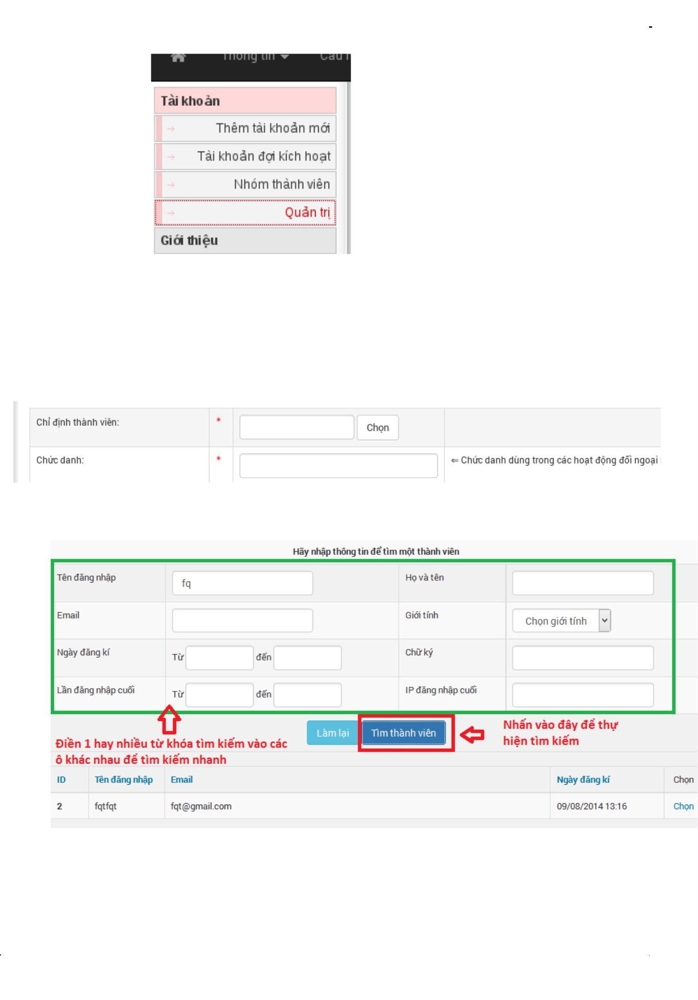 Thông tin
Tài khoản
Thêm tài khoản mới
Tài khoản đợi kích hoạt
Nhóm thành viên
Quản trị
Giới thiệu
Chỉ định thành viên: * Chọn
Chức danh: * ⇐ Chức danh dùng trong các hoạt động đối ngoại
Hãy nhập thông tin để tìm một thành viên
Tên đăng nhập fq Họ và tên
Email Giới tính Chọn giới tính
Ngày đăng kí Từ đến Chữ ký
Lần đăng nhập cuối Từ đến IP đăng nhập cuối
Làm lại Tìm thành viên
Nhấn vào đây để thự
hiện tìm kiếm
Điền 1 hay nhiều từ khóa tìm kiếm vào các
ô khác nhau để tìm kiếm nhanh
ID Tên đăng nhập Email Ngày đăng kí Chọn
2 fqtfqt fqt@gmail.com 09/08/2014 13:16 Chọn